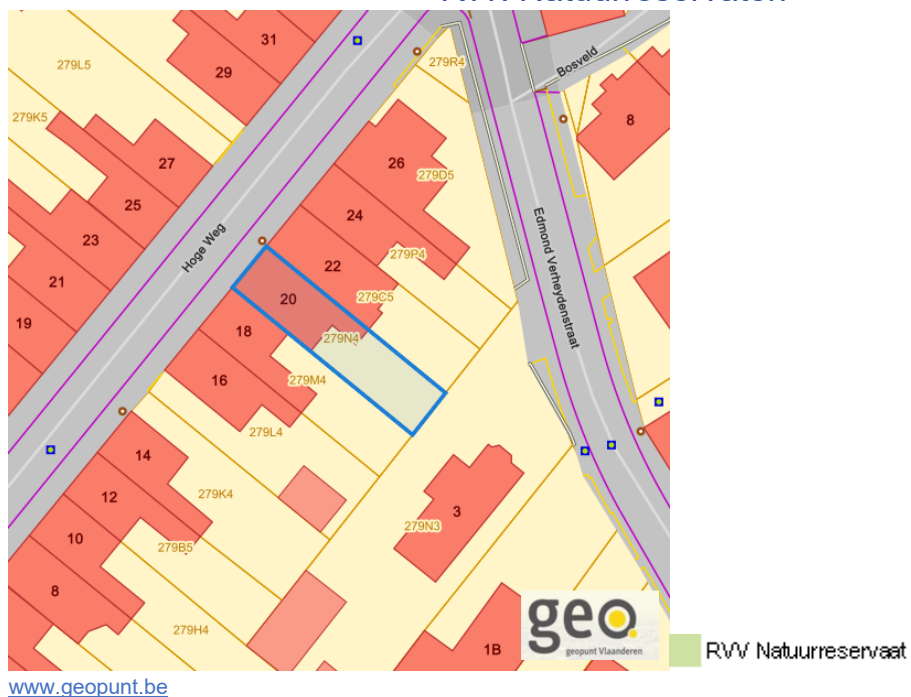 RVV Natuurreservaten
31
279R4
279L5
29
Bosveld
279K5
8
27
26
279D5
25
24
Edmond Verheydenstraat
23
Hoge Weg
279P4
22
21
20
279C5
19
18
279N4
16
279M4
279L4
14
12
279K4
3
279N3
10
279B5
8
279H4
1B
geo
geopunt Vlaanderen
RVV Natuurreservaat
www.geopunt.be